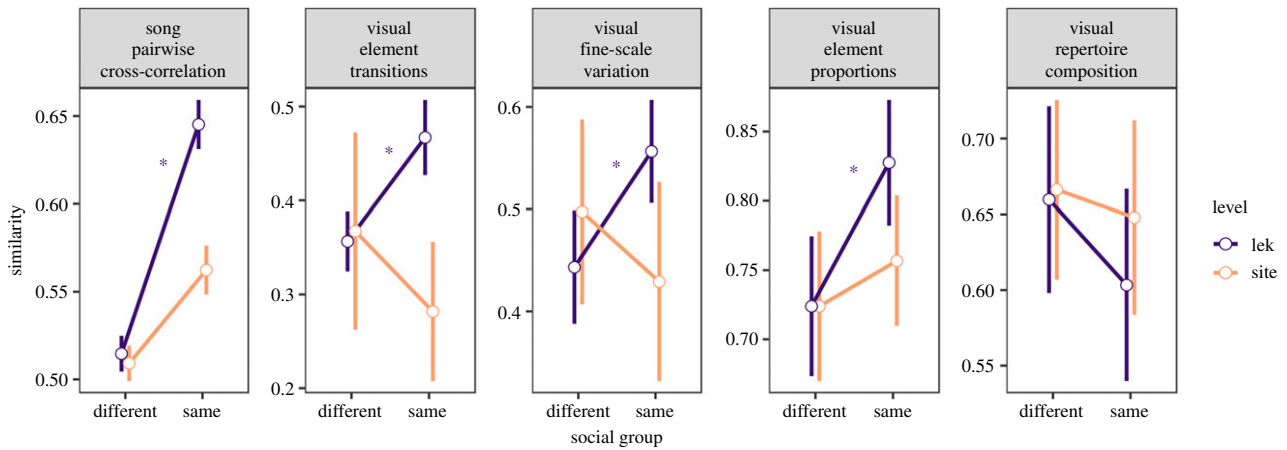 song
pairwise
cross-correlation
visual
element
transitions
visual
fine-scale
variation
visual
element
proportions
visual
repertoire
composition
similarity
0.65
0.60
0.55
0.50
0.5
0.4
0.3
0.2
0.6
0.5
0.4
0.85
0.80
0.75
0.70
0.70
0.65
0.60
0.55
*
*
*
*
different same
different same
different same
different same
different same
social group
level
lek
site